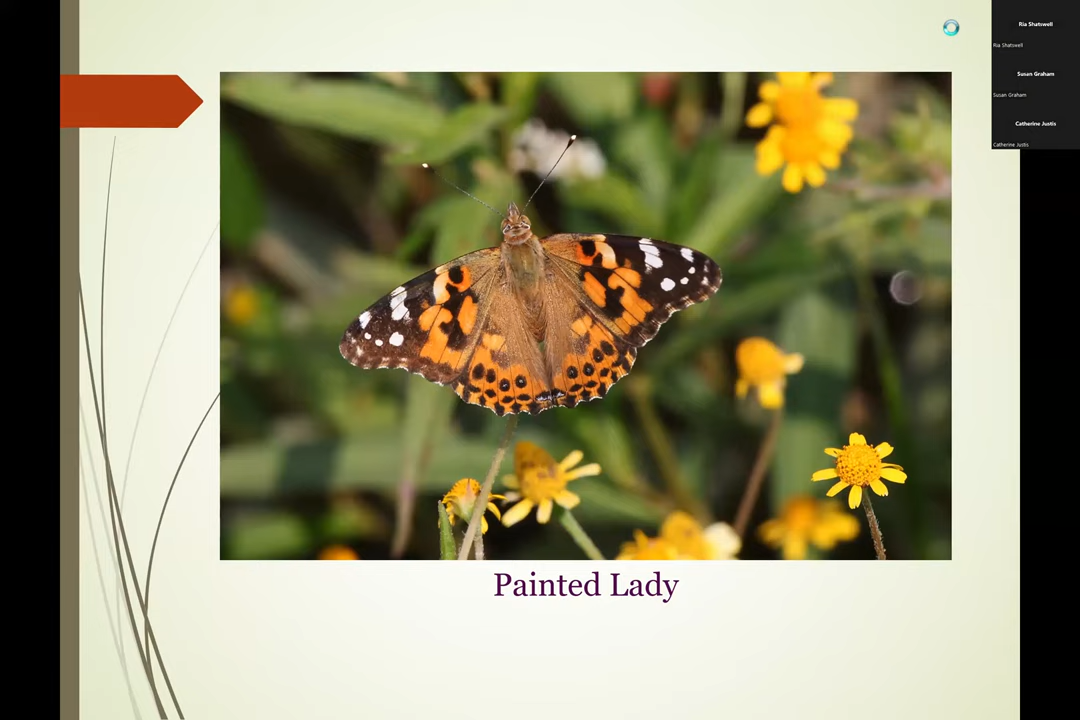 Ria Shatswell
Ria Shatswell
Susan Graham
Susan Graham
Catherine Justis
Catherine Justis
Painted Lady